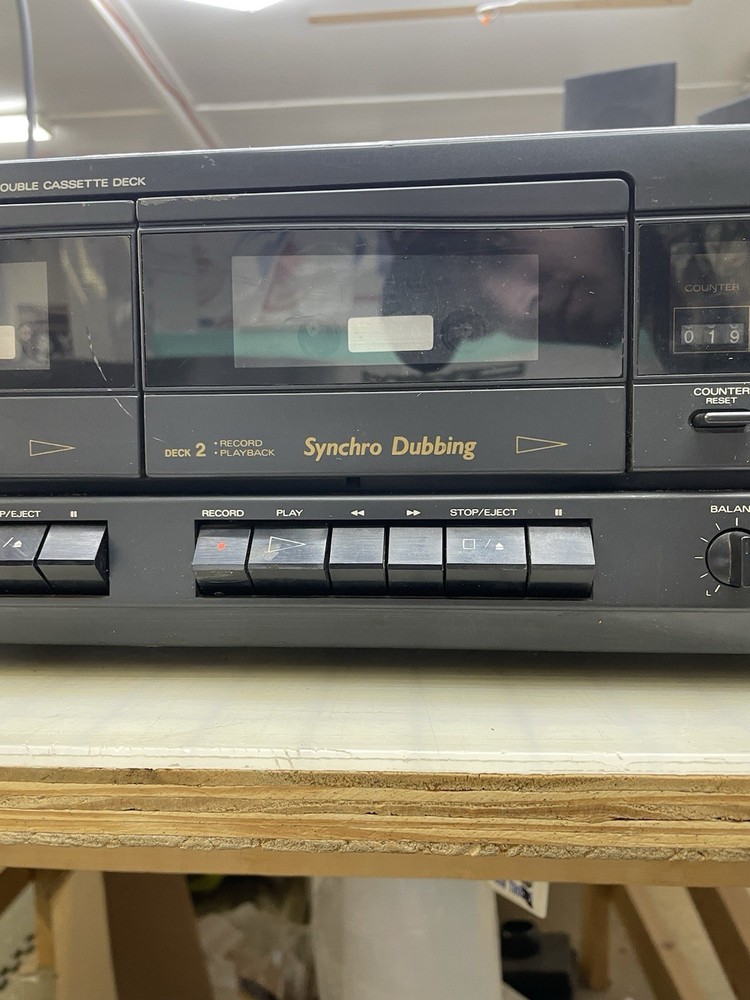 OUBLE CASSETTE DECK
COUNTER
019
COUNTER
RESET
DECK 2 • RECORD
• PLAYBACK
Synchro Dubbing
P/EJECT
RECORD
PLAY
STOP/EJECT
BALAN
L